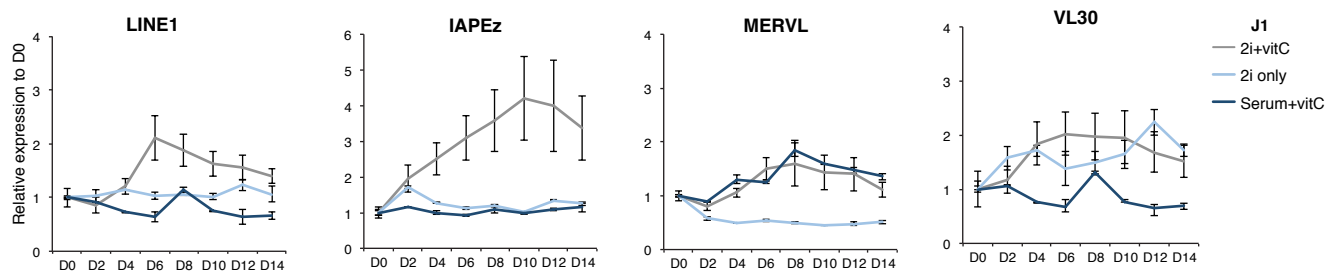 LINE1
Relative expression to D0
4
3
2
1
0
D0 D2 D4 D6 D8 D10 D12 D14
IAPEz
6
5
4
3
2
1
0
D0 D2 D4 D6 D8 D10 D12 D14
MERVL
4
3
2
1
0
D0 D2 D4 D6 D8 D10 D12 D14
VL30
4
3
2
1
0
D0 D2 D4 D6 D8 D10 D12 D14
J1
2i+vitC
2i only
Serum+vitC